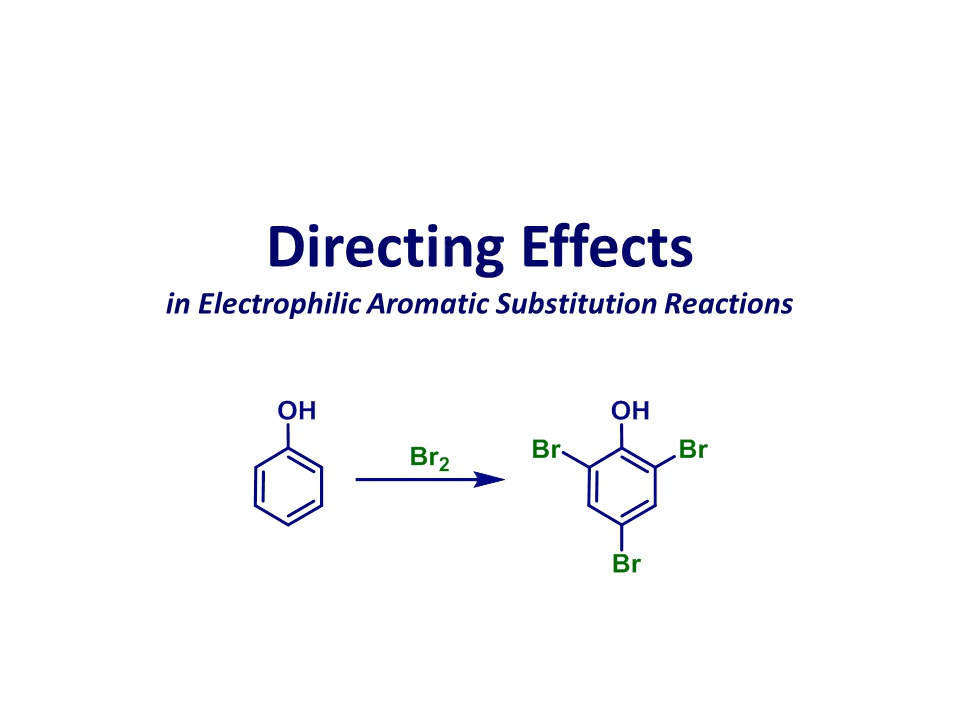 Directing Effects
in Electrophilic Aromatic Substitution Reactions
OH
OH
Br
Br
Br₂
Br